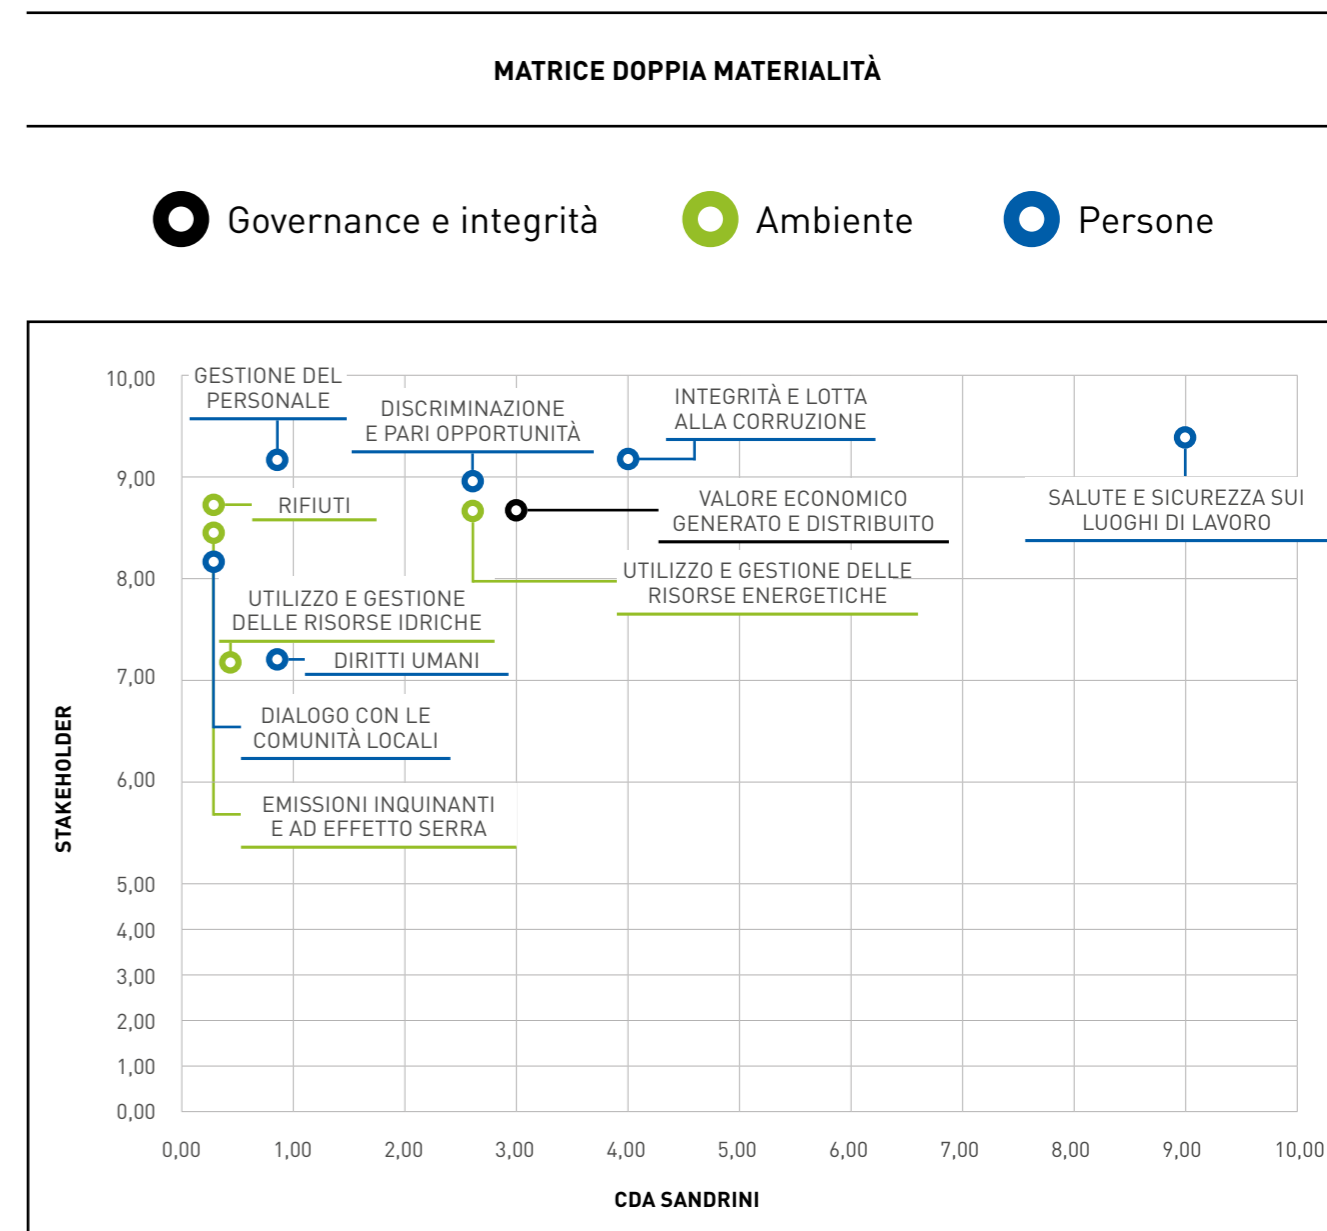 MATRICE DOPPIA MATERIALITÀ
Governance e integrità
Ambiente
Persone
10,00
9,00
8,00
7,00
6,00
5,00
4,00
3,00
2,00
1,00
0,00
STAKEHOLDER
GESTIONE DEL
PERSONALE
DISCRIMINAZIONE
E PARI OPPORTUNITÀ
INTEGRITÀ E LOTTA
ALLA CORRUZIONE
RIFIUTI
VALORE ECONOMICO
GENERATO E DISTRIBUITO
SALUTE E SICUREZZA SUI
LUOGHI DI LAVORO
UTILIZZO E GESTIONE DELLE
RISORSE ENERGETICHE
UTILIZZO E GESTIONE
DELLE RISORSE IDRICHE
DIRITTI UMANI
DIALOGO CON LE
COMUNITÀ LOCALI
EMISSIONI INQUINANTI
E AD EFFETTO SERRA
0,00
1,00
2,00
3,00
4,00
5,00
6,00
7,00
8,00
9,00
10,00
CDA SANDRINI